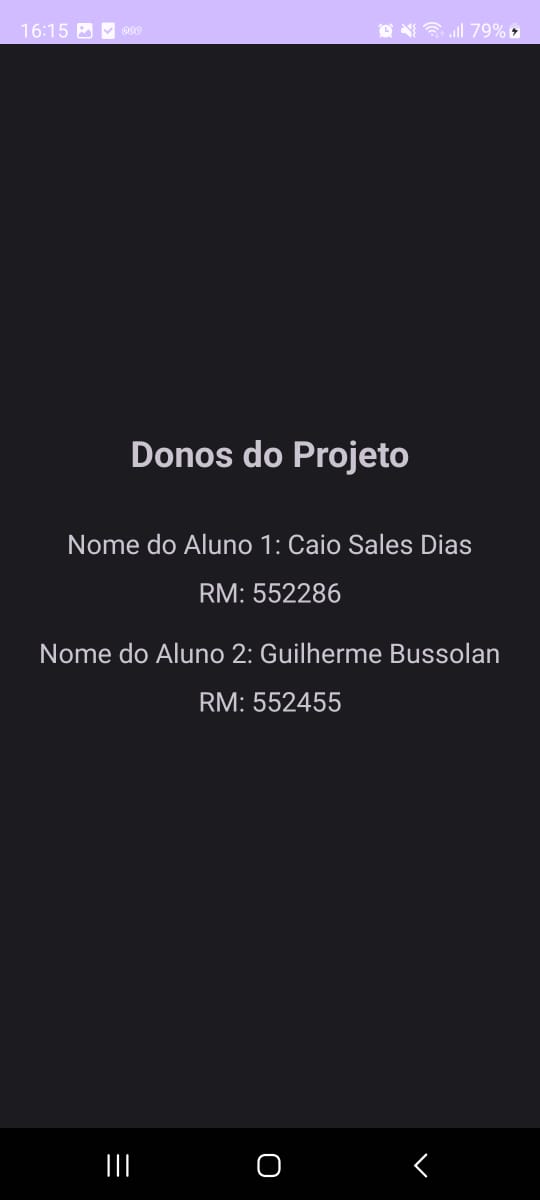 16:15
79%
Donos do Projeto
Nome do Aluno 1: Caio Sales Dias
RM: 552286
Nome do Aluno 2: Guilherme Bussolan
RM: 552455